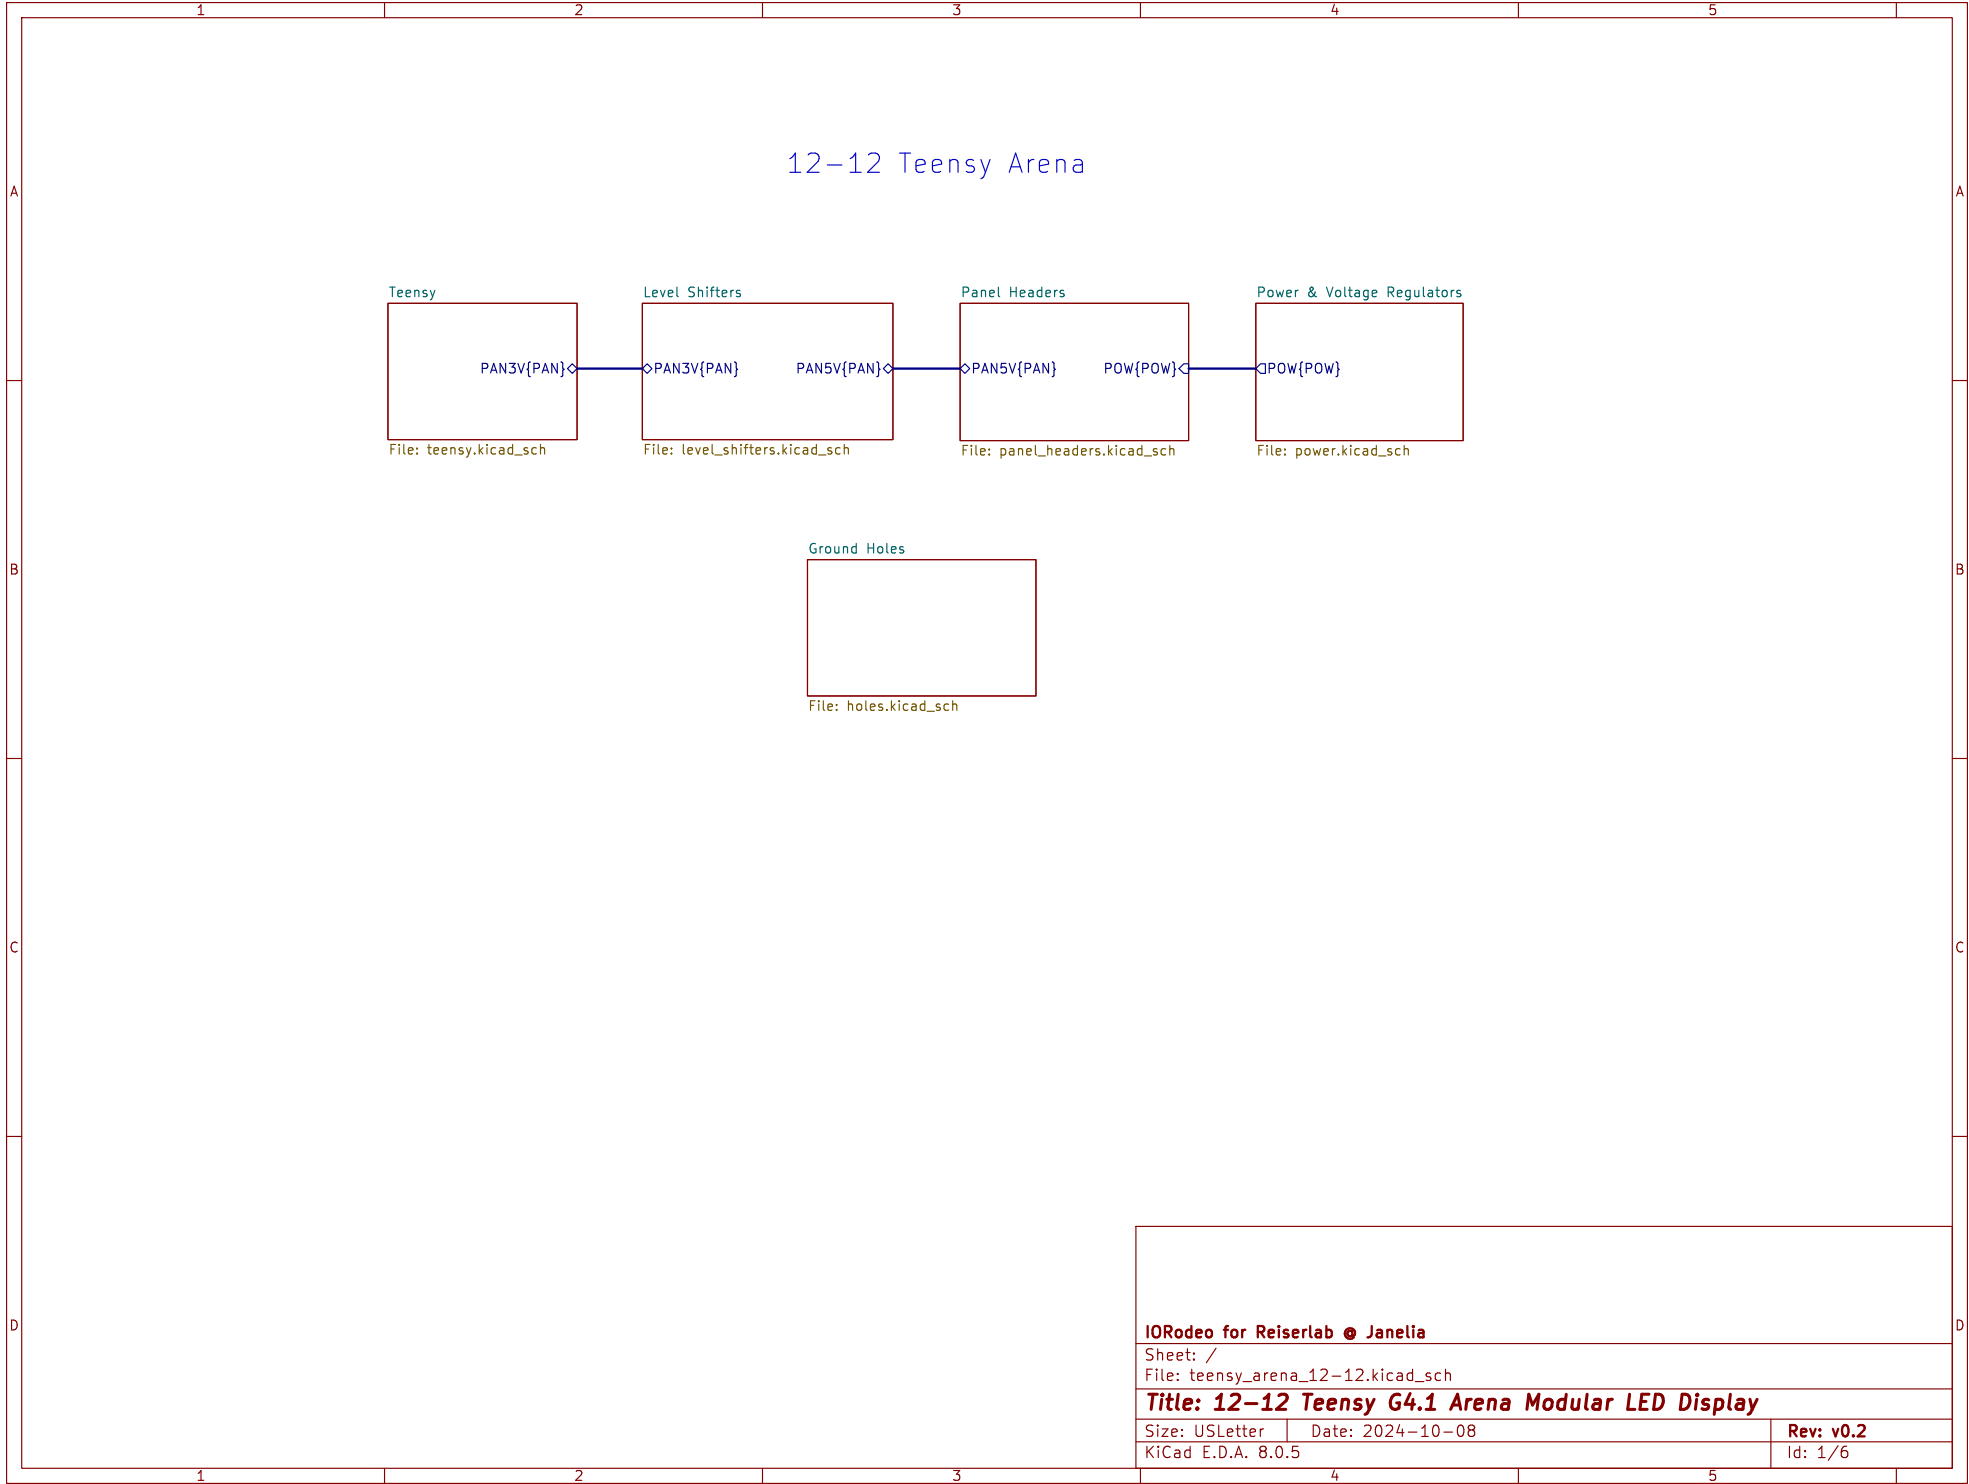 1 2 3 4 5
12-12 Teensy Arena
A A
Teensy Level Shifters Panel Headers Power & Voltage Regulators
PAN3V{PAN} PAN3V{PAN} PAN5V{PAN} PAN5V{PAN} POW{POW} POW{POW}
File: teensy.kicad_sch File: level_shifters.kicad_sch File: panel_headers.kicad_sch File: power.kicad_sch
Ground Holes
B B
File: holes.kicad_sch
C C
D D
IORodeo for Reiserlab @ Janelia
Sheet: /
File: teensy_arena_12-12.kicad_sch
Title: 12-12 Teensy G4.1 Arena Modular LED Display
Size: USLetter Date: 2024-10-08 Rev: v0.2
KiCad E.D.A. 8.0.5 Id: 1/6
1 2 3 4 5